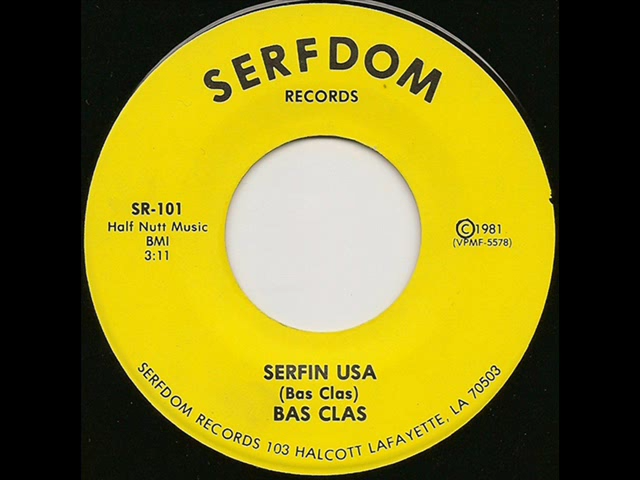 SERFDOM
RECORDS
SR-101
Half Nutt Music
BMI
3:11
©1981
(VPMF-5578)
SERFIN USA
(Bas Clas)
BAS CLAS
SERFDOM RECORDS 103 HALCOTT LAFAYETTE, LA 70503